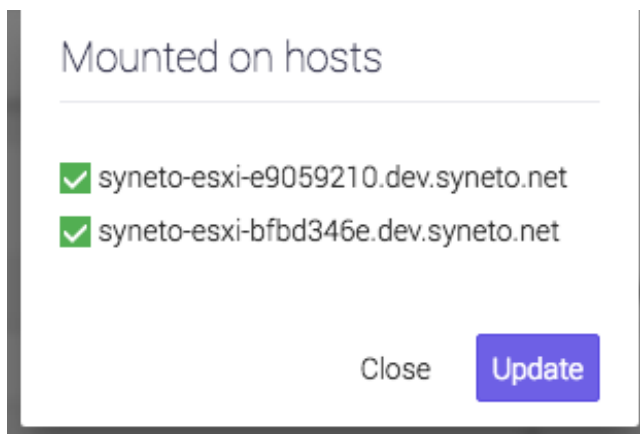 Mounted on hosts
syneto-esxi-e9059210.dev.syneto.net
syneto-esxi-bfbd346e.dev.syneto.net
Close Update